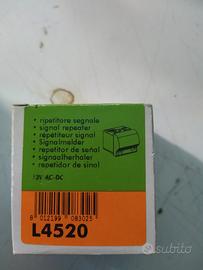 • ripetitore segnale
• signal repeater
• répétiteur signal
• Signalmelder
• repetidor de señal
• signaalherhaler
• repetidor de sinal
12V AC-DC
8 012199 083025
L4520
subito